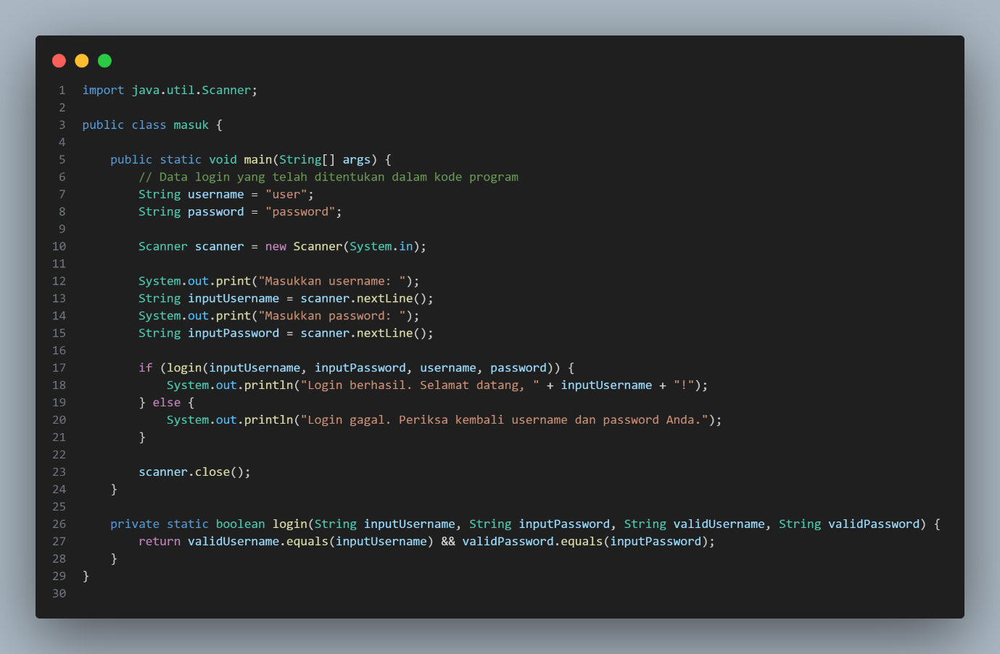 1 import java.util.Scanner;
2
3 public class masuk {
4
5     public static void main(String[] args) {
6         // Data login yang telah ditentukan dalam kode program
7         String username = "user";
8         String password = "password";
9
10         Scanner scanner = new Scanner(System.in);
11
12         System.out.print("Masukkan username: ");
13         String inputUsername = scanner.nextLine();
14         System.out.print("Masukkan password: ");
15         String inputPassword = scanner.nextLine();
16
17         if (login(inputUsername, inputPassword, username, password)) {
18             System.out.println("Login berhasil. Selamat datang, " + inputUsername + "!");
19         } else {
20             System.out.println("Login gagal. Periksa kembali username dan password Anda.");
21         }
22
23         scanner.close();
24     }
25
26     private static boolean login(String inputUsername, String inputPassword, String validUsername, String validPassword) {
27         return validUsername.equals(inputUsername) && validPassword.equals(inputPassword);
28     }
29 }
30